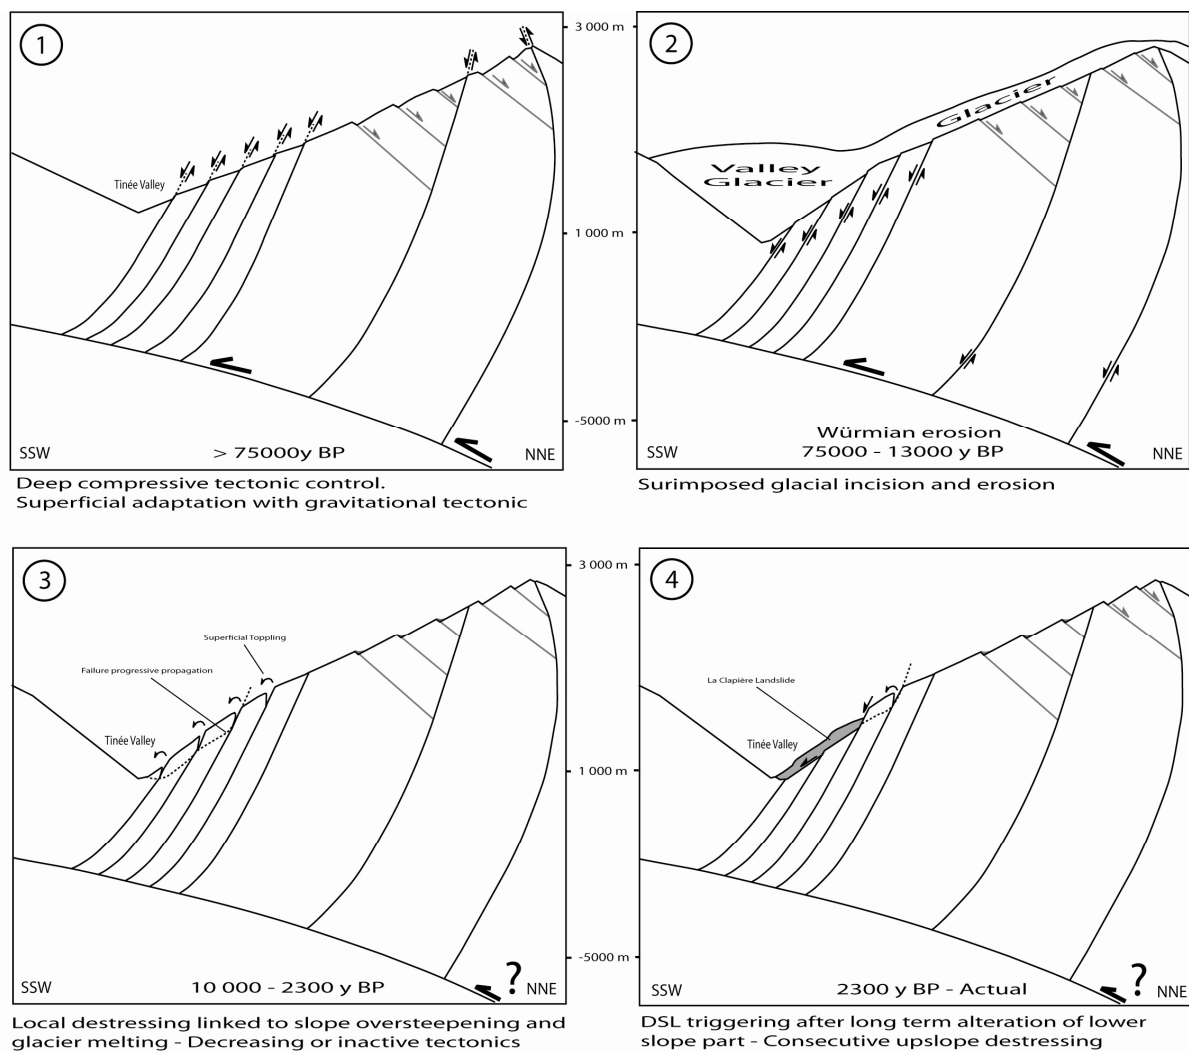 1
3 000 m
2
Tinée Valley
Glacier
Valley
Glacier
1 000 m
-5000 m
SSW
> 75000y BP
NNE
Würmian erosion
SSW
75000 - 13000 y BP
NNE
Deep compressive tectonic control.
Superficial adaptation with gravitational tectonic
Surimposed glacial incision and erosion
3
3 000 m
4
Superficial Toppling
Failure progressive propagation
Tinée Valley
La Clapière Landslide
Tinée Valley
1 000 m
-5000 m
SSW
10 000 - 2300 y BP
?
NNE
SSW
2300 y BP - Actual
?
NNE
Local destressing linked to slope oversteepening and
glacier melting - Decreasing or inactive tectonics
DSL triggering after long term alteration of lower
slope part - Consecutive upslope destressing